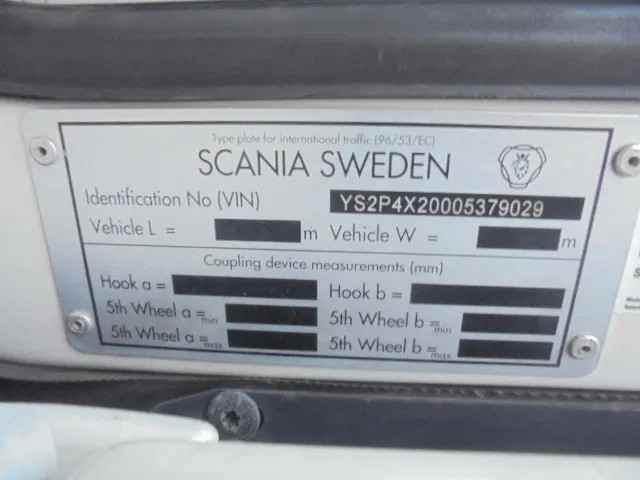 Type plate for international traffic (96/53/EC)
SCANIA SWEDEN
Identification No (VIN) YS2P4X20005379029
Vehicle L = m Vehicle W = m
Coupling device measurements (mm)
Hook a = Hook b =
5th Wheel a = min 5th Wheel b = min
5th Wheel a = max 5th Wheel b = max